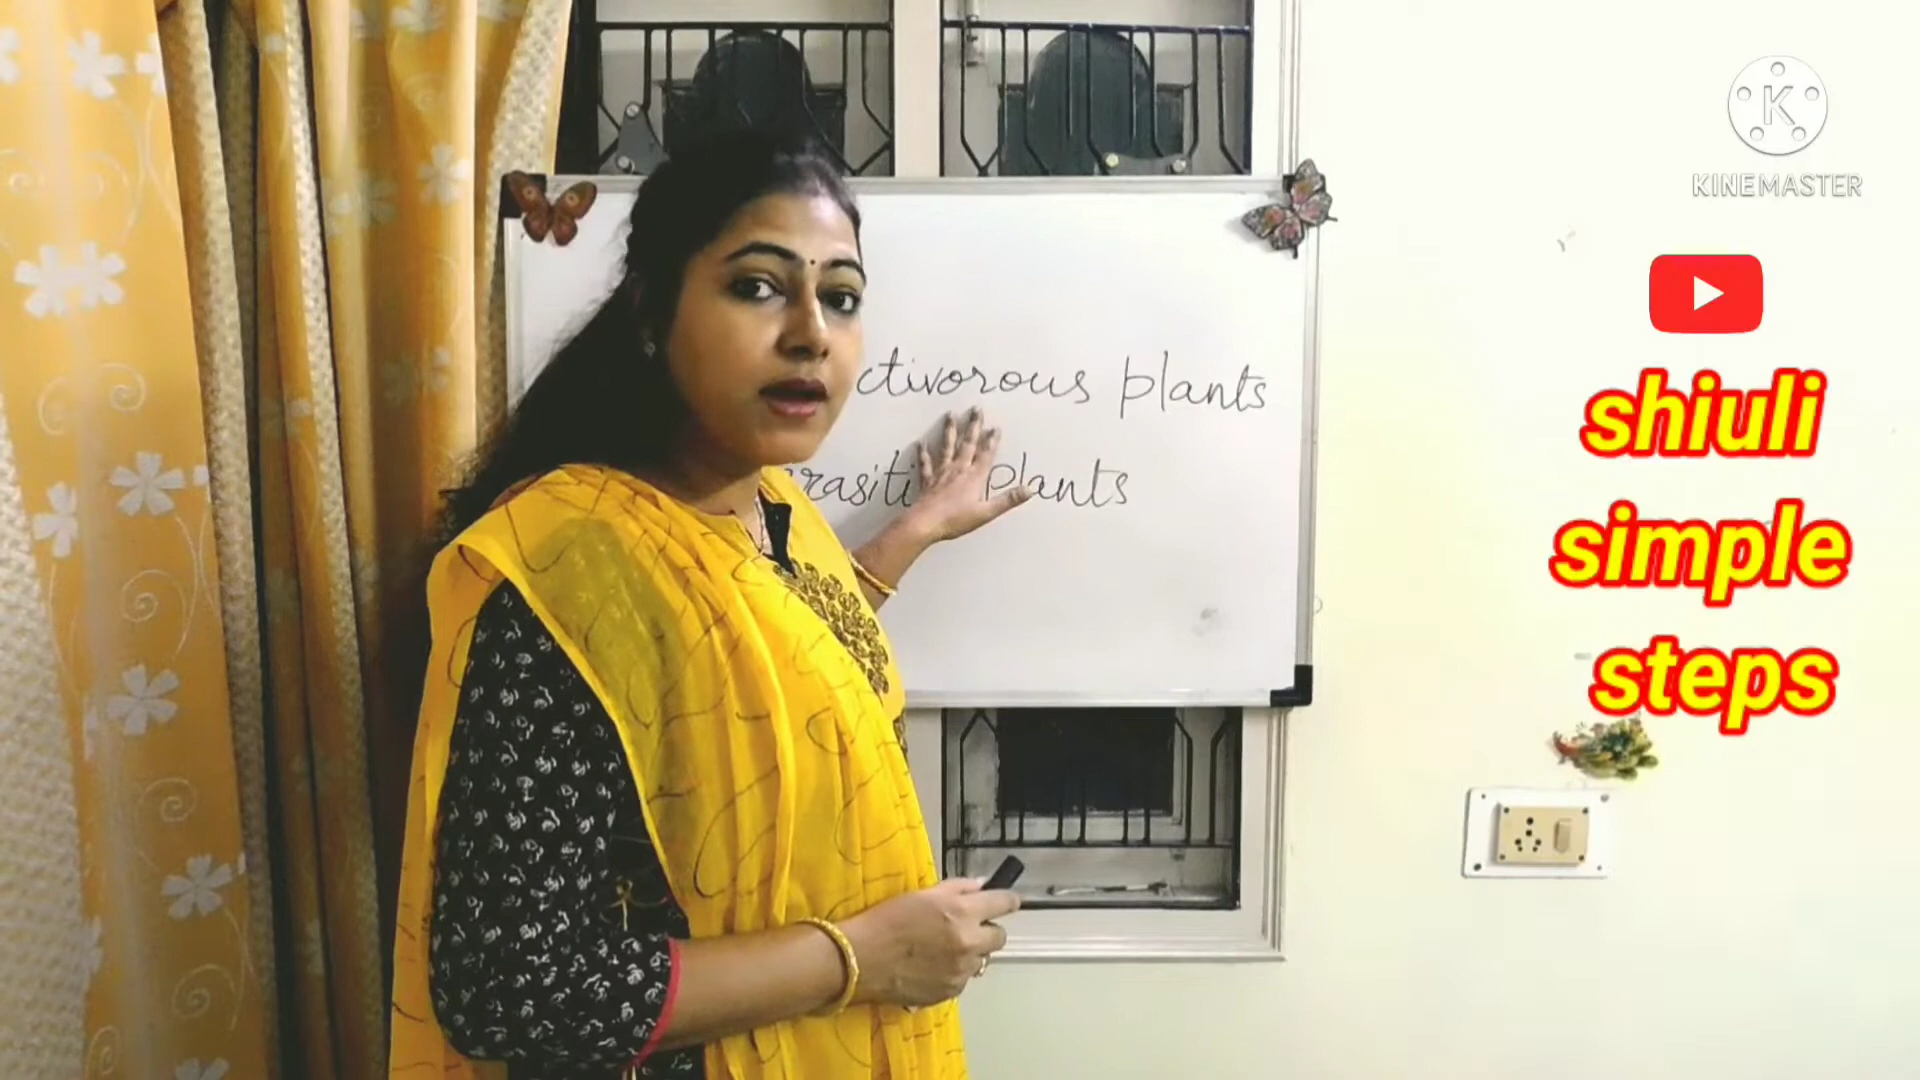 K
KINEMASTER
ctivorous plants
rasiti plants
shiuli
simple
steps